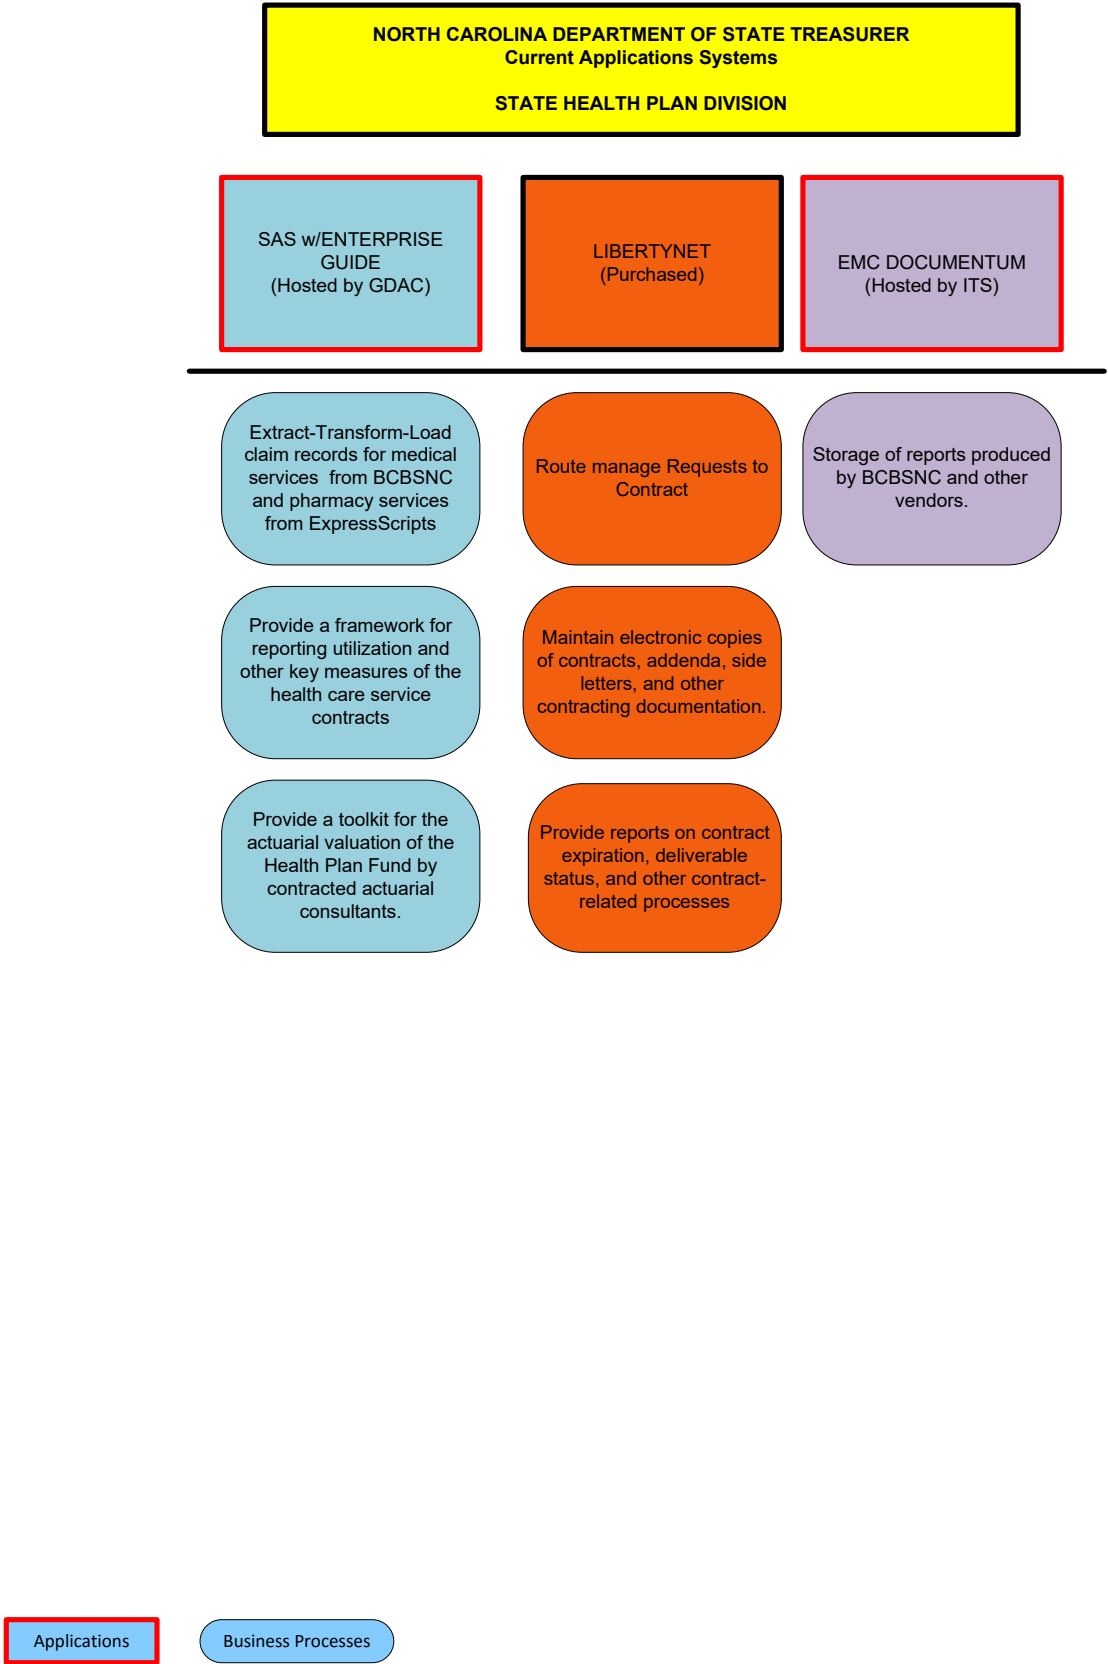 NORTH CAROLINA DEPARTMENT OF STATE TREASURER
Current Applications Systems
STATE HEALTH PLAN DIVISION
SAS w/ENTERPRISE
GUIDE
(Hosted by GDAC)
LIBERTYNET
(Purchased)
EMC DOCUMENTUM
(Hosted by ITS)
Extract-Transform-Load
claim records for medical
services from BCBSNC
and pharmacy services
from ExpressScripts
Route manage Requests to
Contract
Storage of reports produced
by BCBSNC and other
vendors.
Provide a framework for
reporting utilization and
other key measures of the
health care service
contracts
Maintain electronic copies
of contracts, addenda, side
letters, and other
contracting documentation.
Provide a toolkit for the
actuarial valuation of the
Health Plan Fund by
contracted actuarial
consultants.
Provide reports on contract
expiration, deliverable
status, and other contract-
related processes
Applications
Business Processes